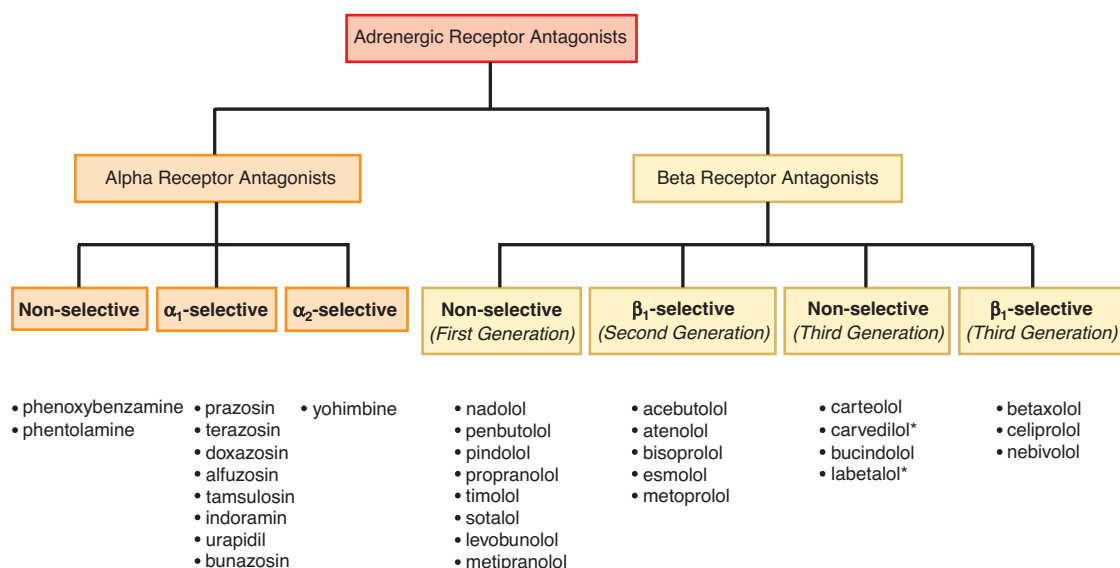 Adrenergic Receptor Antagonists
Alpha Receptor Antagonists
Beta Receptor Antagonists
Non-selective
α1-selective
α2-selective
Non-selective
(First Generation)
β1-selective
(Second Generation)
Non-selective
(Third Generation)
β1-selective
(Third Generation)
• phenoxybenzamine
• phentolamine
• prazosin
• terazosin
• doxazosin
• alfuzosin
• tamsulosin
• indoramin
• urapidil
• bunazosin
• yohimbine
• nadolol
• penbutolol
• pindolol
• propranolol
• timolol
• sotalol
• levobunolol
• metipranolol
• acebutolol
• atenolol
• bisoprolol
• esmolol
• metoprolol
• carteolol
• carvedilol*
• bucindolol
• labetalol*
• betaxolol
• celiprolol
• nebivolol